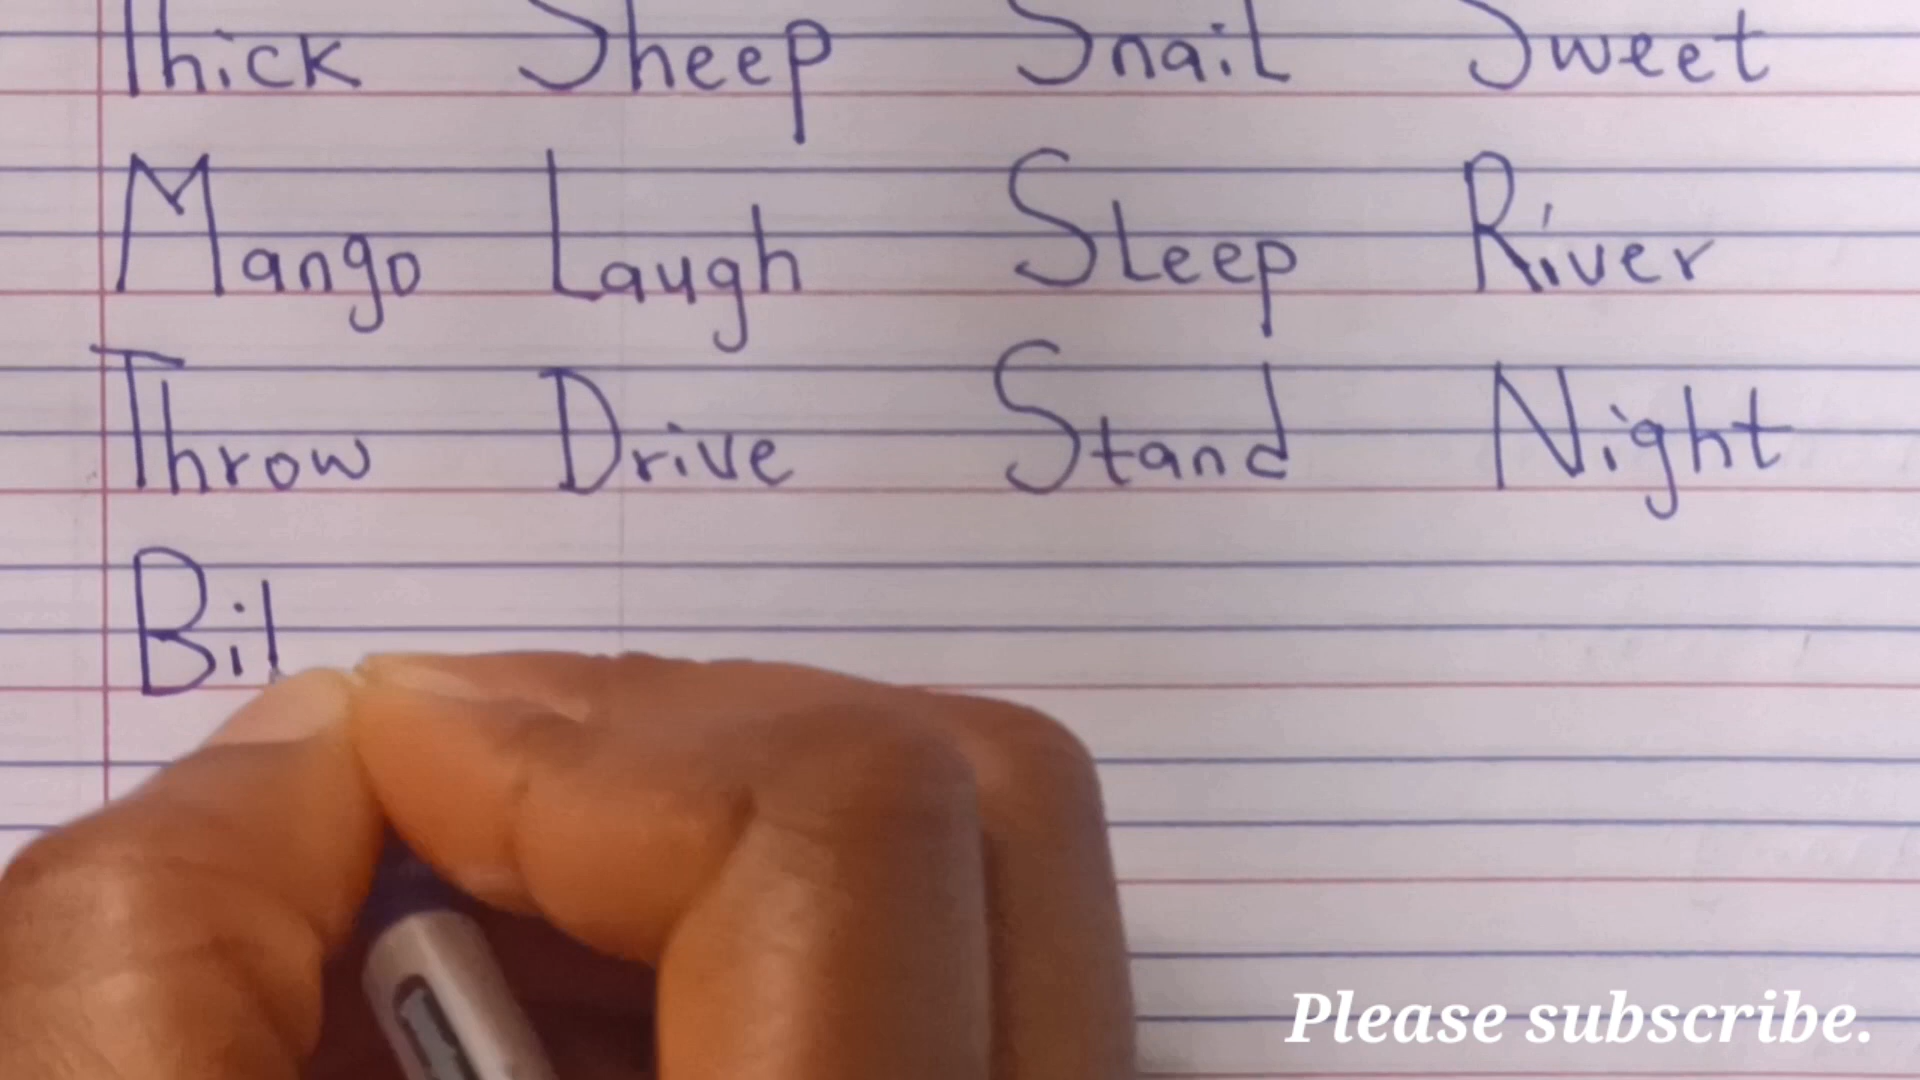 Thick Sheep Snail Sweet
Mango Laugh Sleep River
Throw Drive Stand Night
Bil
Please subscribe.